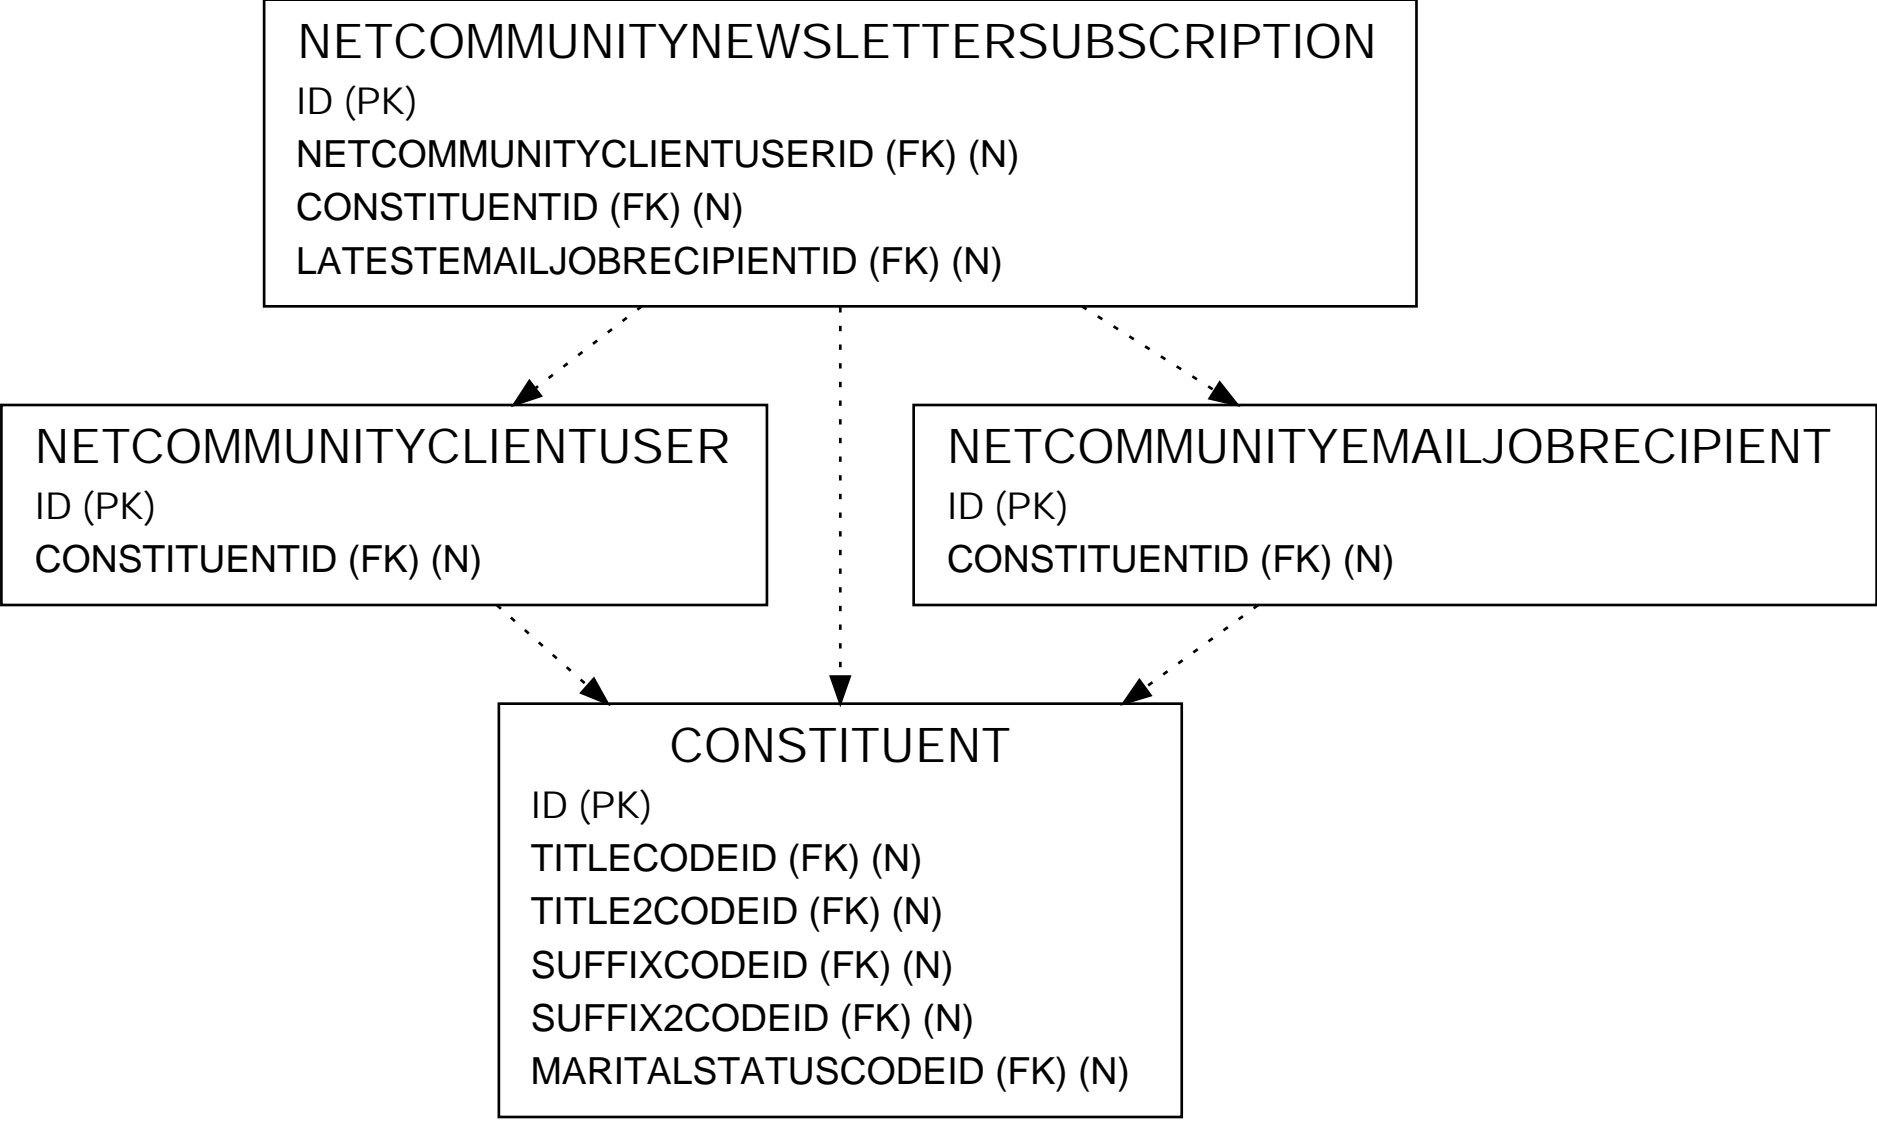 NETCOMMUNITYNEWSLETTERSUBSCRIPTION
ID (PK)
NETCOMMUNITYCLIENTUSERID (FK) (N)
CONSTITUENTID (FK) (N)
LATESTEMAILJOBRECIPIENTID (FK) (N)
NETCOMMUNITYCLIENTUSER
ID (PK)
CONSTITUENTID (FK) (N)
NETCOMMUNITYEMAILJOBRECIPIENT
ID (PK)
CONSTITUENTID (FK) (N)
CONSTITUENT
ID (PK)
TITLECODEID (FK) (N)
TITLE2CODEID (FK) (N)
SUFFIXCODEID (FK) (N)
SUFFIX2CODEID (FK) (N)
MARITALSTATUSCODEID (FK) (N)